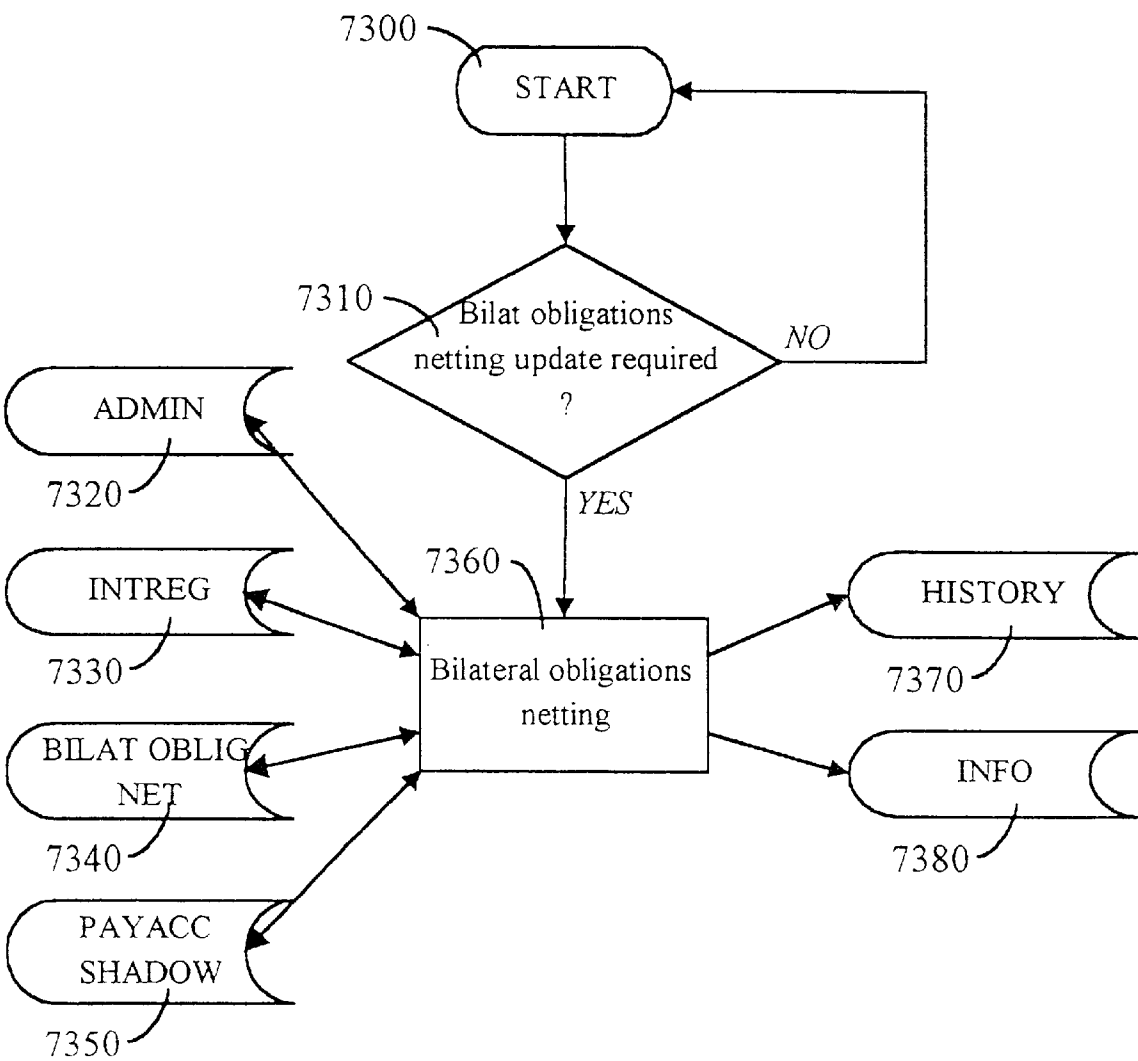 7300
START
7310
Bilat obligations
netting update required
?
NO
YES
ADMIN
7320
INTREG
7330
BILAT OBLIG
NET
7340
PAYACC
SHADOW
7350
7360
Bilateral obligations
netting
HISTORY
7370
INFO
7380